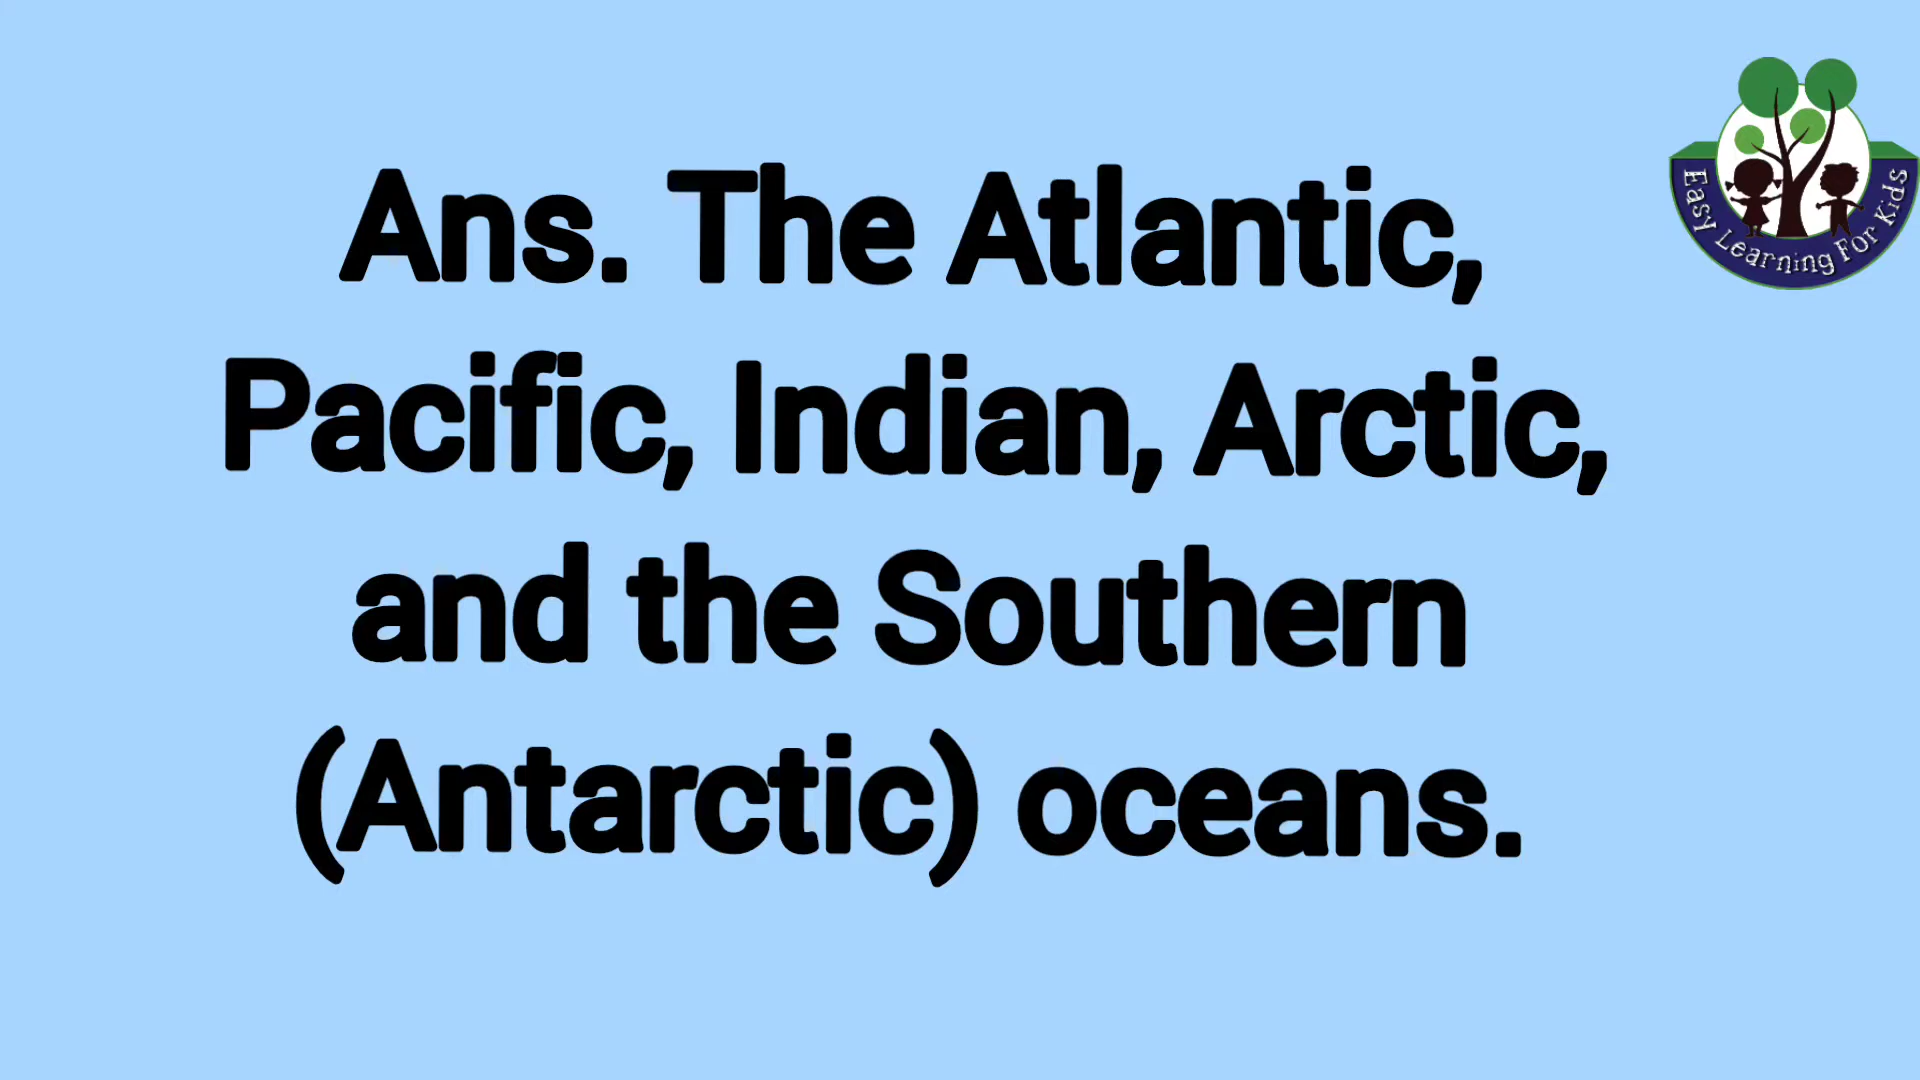 Ans. The Atlantic,
Pacific, Indian, Arctic,
and the Southern
(Antarctic) oceans.
Easy Learning For Kids